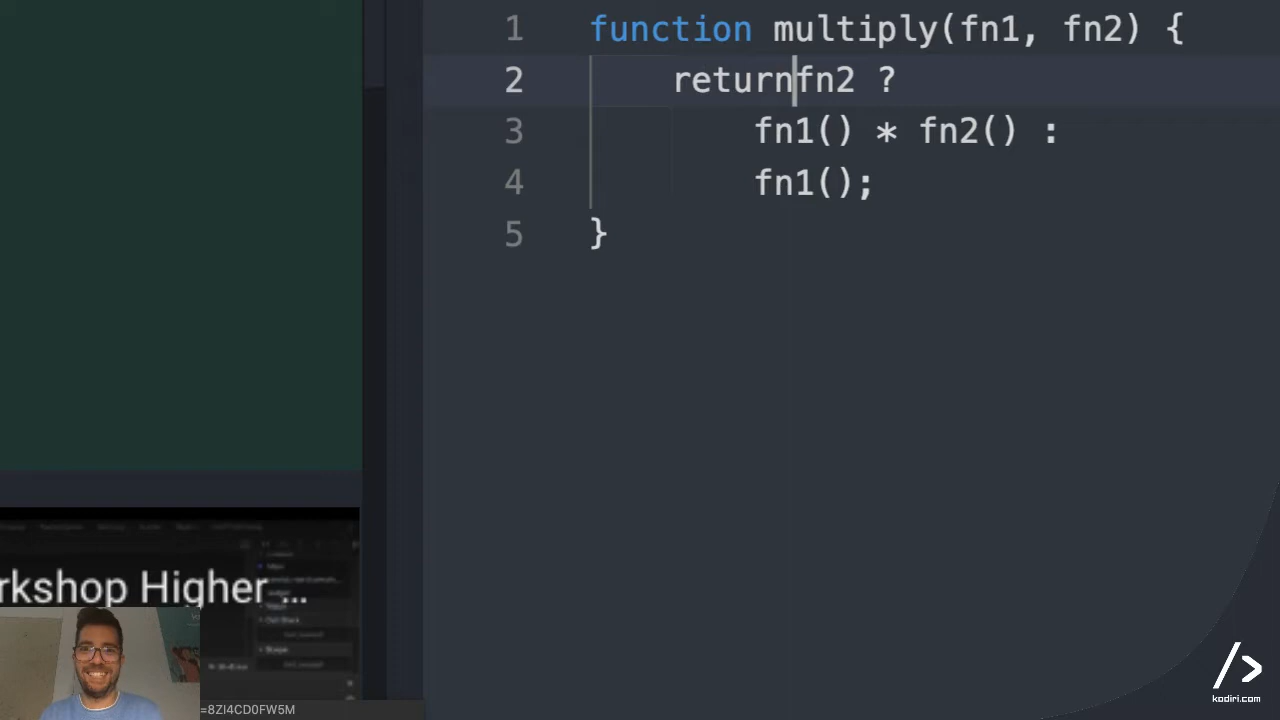 1 function multiply(fn1, fn2) {
2 returnfn2 ?
3 fn1() * fn2() :
4 fn1();
5 }
rkshop Higher ...
=8ZI4CD0FW5M
</>
kodiri.com